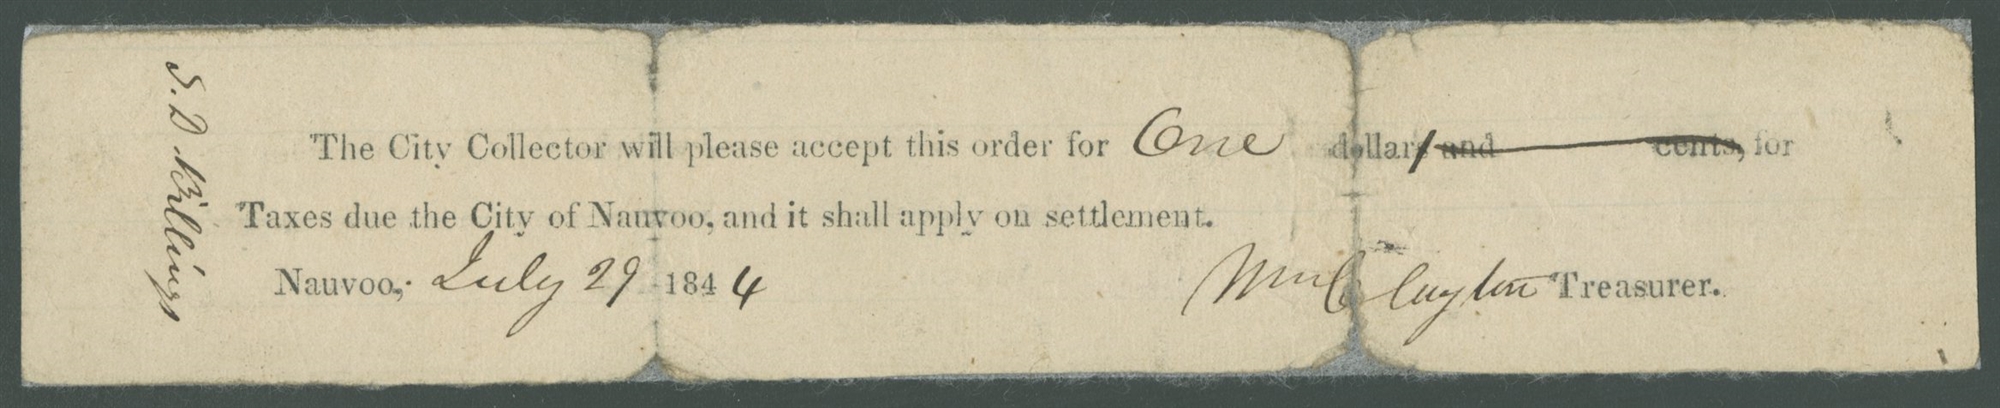 S. D. Billings
The City Collector will please accept this order for One dollars and cents, for
Taxes due the City of Nauvoo, and it shall apply on settlement.
Nauvoo, July 29 1844 Wm Clayton Treasurer.